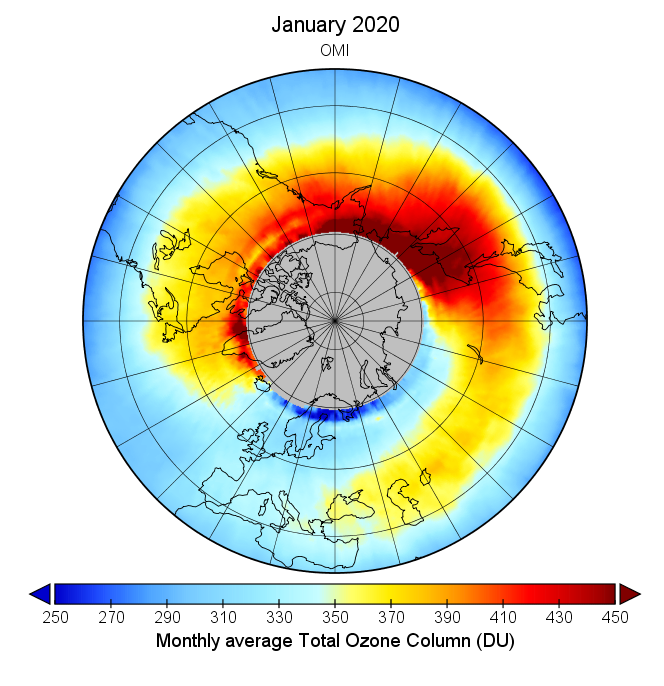 January 2020
OMI
250 270 290 310 330 350 370 390 410 430 450
Monthly average Total Ozone Column (DU)